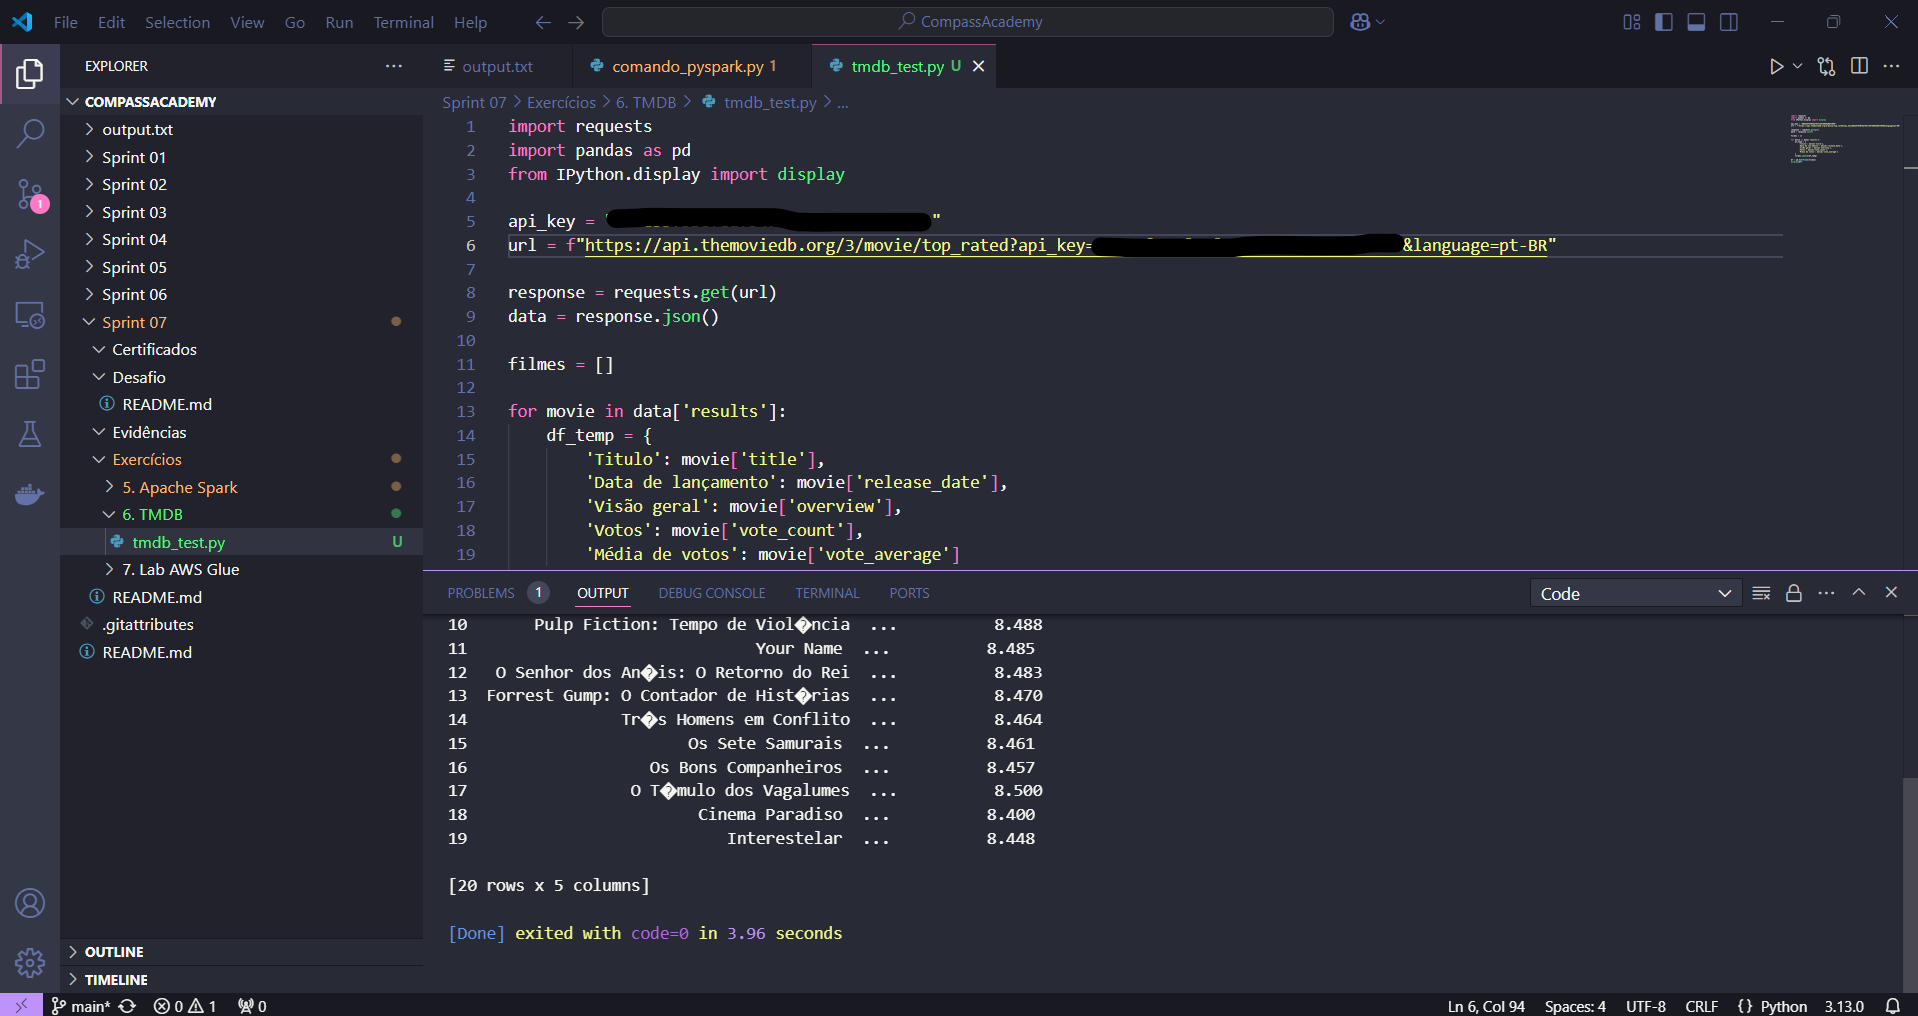 File Edit Selection View Go Run Terminal Help
CompassAcademy
EXPLORER
COMPASSACADEMY
output.txt
Sprint 01
Sprint 02
Sprint 03
Sprint 04
Sprint 05
Sprint 06
Sprint 07
Certificados
Desafio
README.md
Evidências
Exercícios
5. Apache Spark
6. TMDB
tmdb_test.py U
7. Lab AWS Glue
README.md
.gitattributes
README.md
OUTLINE
TIMELINE
1
output.txt comando_pyspark.py 1 tmdb_test.py U
Sprint 07 > Exercícios > 6. TMDB > tmdb_test.py > ...
1 import requests
2 import pandas as pd
3 from IPython.display import display
4
5 api_key = "
6 url = f"https://api.themoviedb.org/3/movie/top_rated?api_key= &language=pt-BR"
7
8 response = requests.get(url)
9 data = response.json()
10
11 filmes = []
12
13 for movie in data['results']:
14 df_temp = {
15 'Titulo': movie['title'],
16 'Data de lançamento': movie['release_date'],
17 'Visão geral': movie['overview'],
18 'Votos': movie['vote_count'],
19 'Média de votos': movie['vote_average']
PROBLEMS 1 OUTPUT DEBUG CONSOLE TERMINAL PORTS
Code
10 Pulp Fiction: Tempo de Viol�ncia ... 8.488
11 Your Name ... 8.485
12 O Senhor dos An�is: O Retorno do Rei ... 8.483
13 Forrest Gump: O Contador de Hist�rias ... 8.470
14 Tr�s Homens em Conflito ... 8.464
15 Os Sete Samurais ... 8.461
16 Os Bons Companheiros ... 8.457
17 O T�mulo dos Vagalumes ... 8.500
18 Cinema Paradiso ... 8.400
19 Interestelar ... 8.448
[20 rows x 5 columns]
[Done] exited with code=0 in 3.96 seconds
main* 0 1 0
Ln 6, Col 94 Spaces: 4 UTF-8 CRLF {} Python 3.13.0